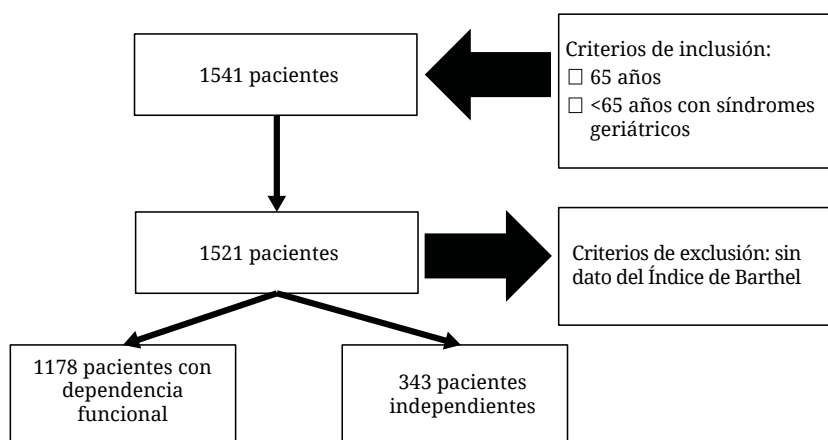 1541 pacientes
Criterios de inclusión:
□ 65 años
□ <65 años con síndromes
geriátricos
1521 pacientes
Criterios de exclusión: sin
dato del Índice de Barthel
1178 pacientes con
dependencia
funcional
343 pacientes
independientes